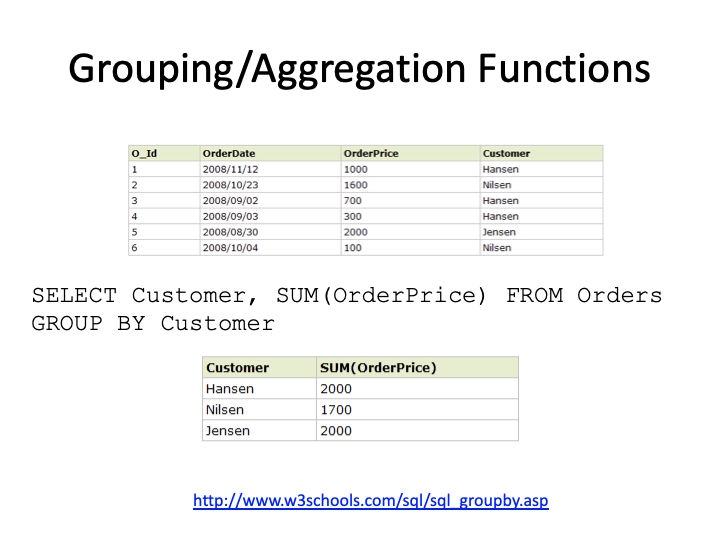 Grouping/Aggregation Functions
O_Id OrderDate OrderPrice Customer
1 2008/11/12 1000 Hansen
2 2008/10/23 1600 Nilsen
3 2008/09/02 700 Hansen
4 2008/09/03 300 Hansen
5 2008/08/30 2000 Jensen
6 2008/10/04 100 Nilsen
SELECT Customer, SUM(OrderPrice) FROM Orders
GROUP BY Customer
Customer SUM(OrderPrice)
Hansen 2000
Nilsen 1700
Jensen 2000
http://www.w3schools.com/sql/sql_groupby.asp